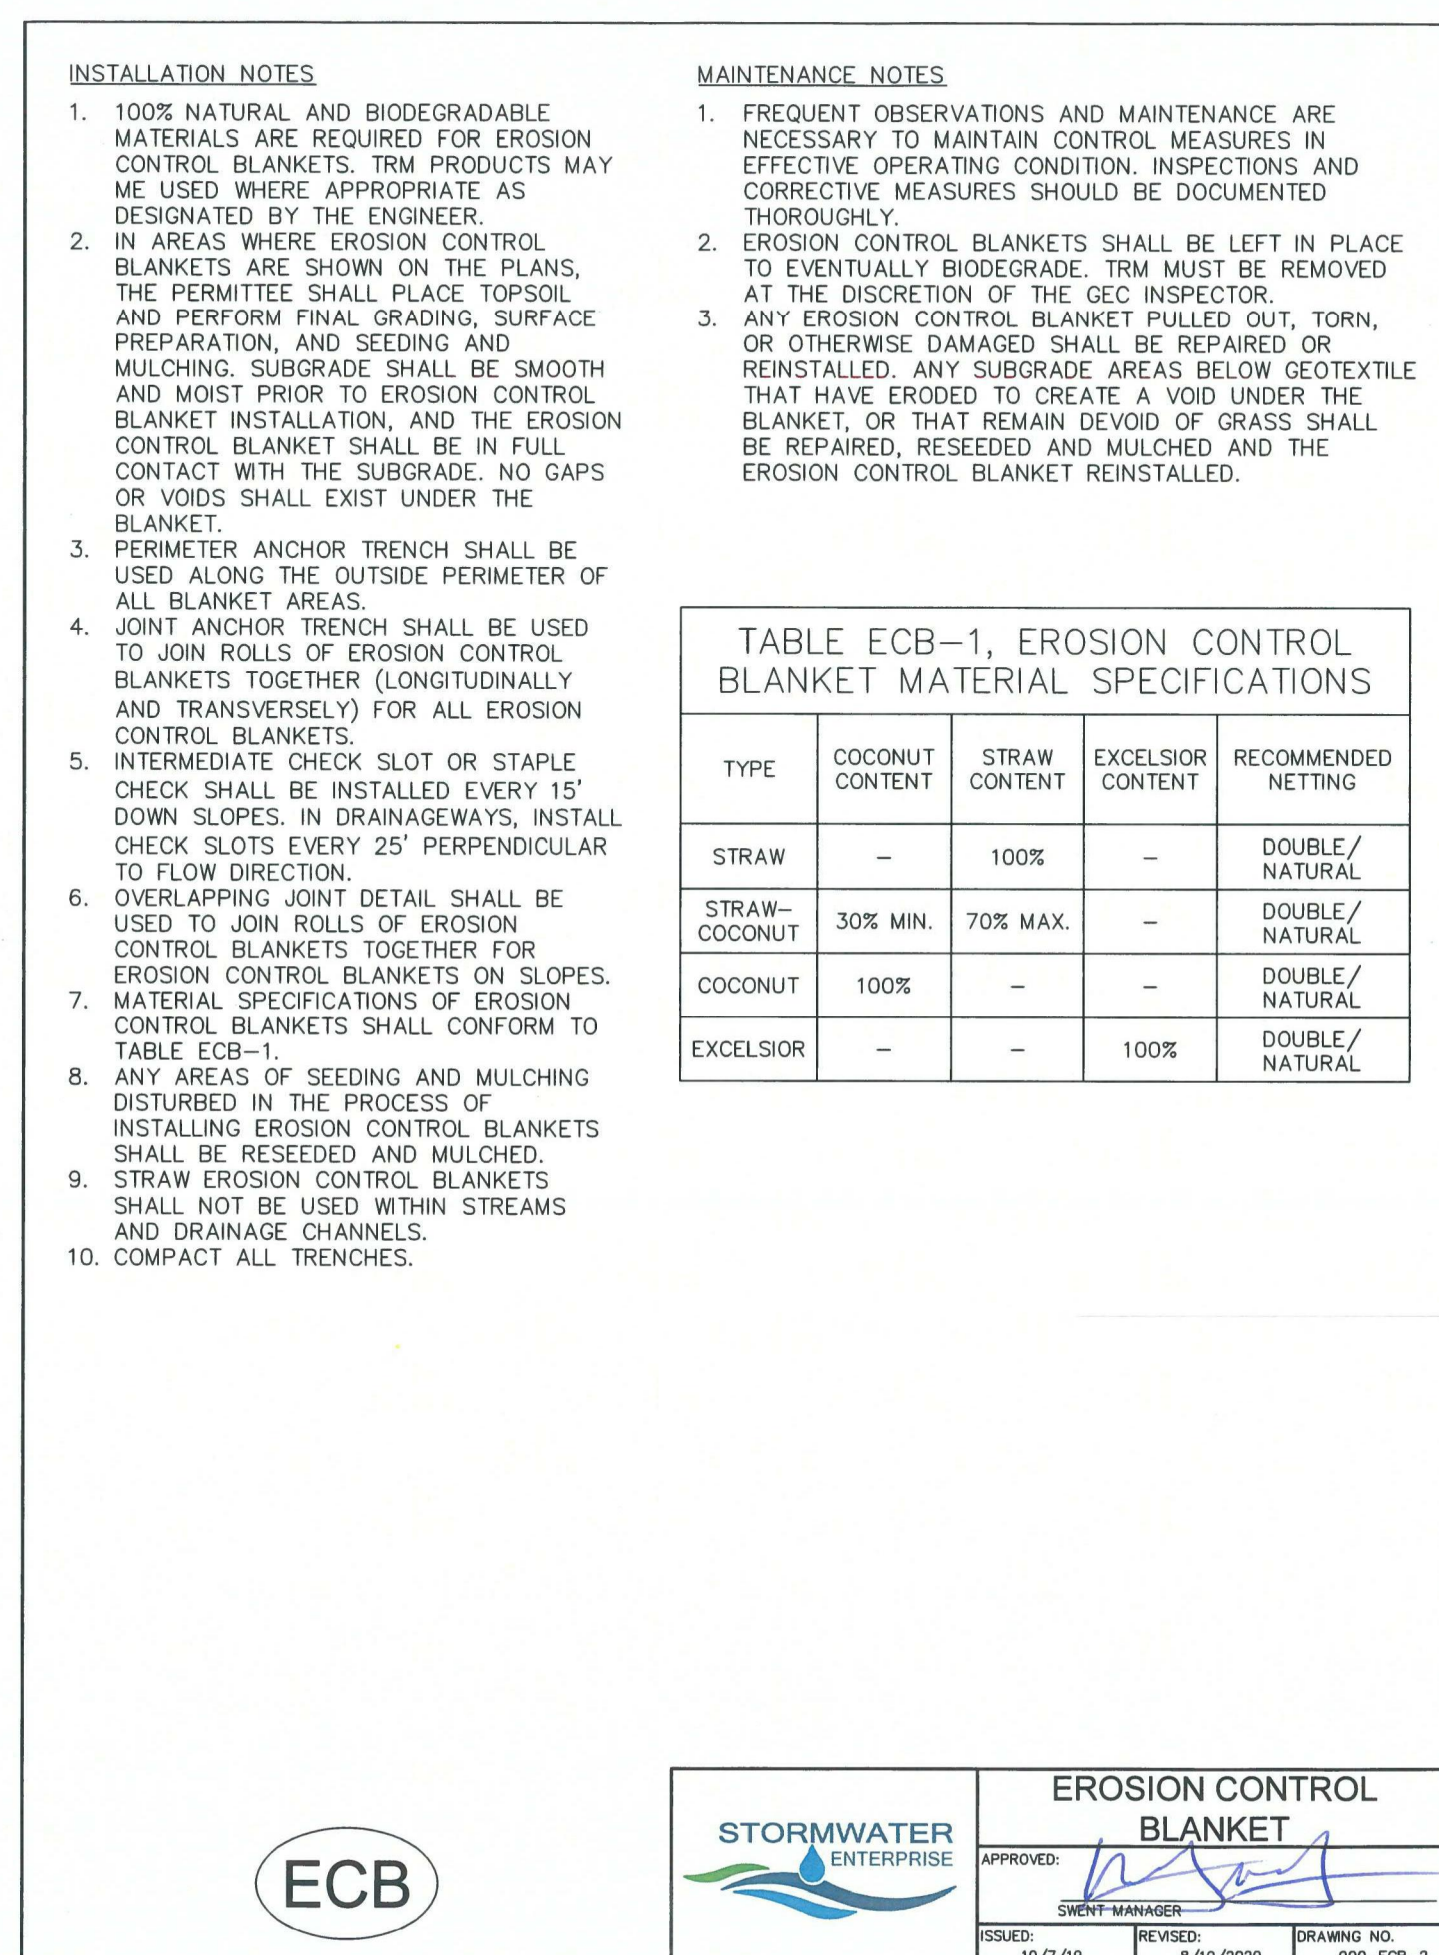 INSTALLATION NOTES
1. 100% NATURAL AND BIODEGRADABLE
MATERIALS ARE REQUIRED FOR EROSION
CONTROL BLANKETS. TRM PRODUCTS MAY
ME USED WHERE APPROPRIATE AS
DESIGNATED BY THE ENGINEER.
2. IN AREAS WHERE EROSION CONTROL
BLANKETS ARE SHOWN ON THE PLANS,
THE PERMITTEE SHALL PLACE TOPSOIL
AND PERFORM FINAL GRADING, SURFACE
PREPARATION, AND SEEDING AND
MULCHING. SUBGRADE SHALL BE SMOOTH
AND MOIST PRIOR TO EROSION CONTROL
BLANKET INSTALLATION, AND THE EROSION
CONTROL BLANKET SHALL BE IN FULL
CONTACT WITH THE SUBGRADE. NO GAPS
OR VOIDS SHALL EXIST UNDER THE
BLANKET.
3. PERIMETER ANCHOR TRENCH SHALL BE
USED ALONG THE OUTSIDE PERIMETER OF
ALL BLANKET AREAS.
4. JOINT ANCHOR TRENCH SHALL BE USED
TO JOIN ROLLS OF EROSION CONTROL
BLANKETS TOGETHER (LONGITUDINALLY
AND TRANSVERSELY) FOR ALL EROSION
CONTROL BLANKETS.
5. INTERMEDIATE CHECK SLOT OR STAPLE
CHECK SHALL BE INSTALLED EVERY 15'
DOWN SLOPES. IN DRAINAGEWAYS, INSTALL
CHECK SLOTS EVERY 25' PERPENDICULAR
TO FLOW DIRECTION.
6. OVERLAPPING JOINT DETAIL SHALL BE
USED TO JOIN ROLLS OF EROSION
CONTROL BLANKETS TOGETHER FOR
EROSION CONTROL BLANKETS ON SLOPES.
7. MATERIAL SPECIFICATIONS OF EROSION
CONTROL BLANKETS SHALL CONFORM TO
TABLE ECB-1.
8. ANY AREAS OF SEEDING AND MULCHING
DISTURBED IN THE PROCESS OF
INSTALLING EROSION CONTROL BLANKETS
SHALL BE RESEEDED AND MULCHED.
9. STRAW EROSION CONTROL BLANKETS
SHALL NOT BE USED WITHIN STREAMS
AND DRAINAGE CHANNELS.
10. COMPACT ALL TRENCHES.
MAINTENANCE NOTES
1. FREQUENT OBSERVATIONS AND MAINTENANCE ARE
NECESSARY TO MAINTAIN CONTROL MEASURES IN
EFFECTIVE OPERATING CONDITION. INSPECTIONS AND
CORRECTIVE MEASURES SHOULD BE DOCUMENTED
THOROUGHLY.
2. EROSION CONTROL BLANKETS SHALL BE LEFT IN PLACE
TO EVENTUALLY BIODEGRADE. TRM MUST BE REMOVED
AT THE DISCRETION OF THE GEC INSPECTOR.
3. ANY EROSION CONTROL BLANKET PULLED OUT, TORN,
OR OTHERWISE DAMAGED SHALL BE REPAIRED OR
REINSTALLED. ANY SUBGRADE AREAS BELOW GEOTEXTILE
THAT HAVE ERODED TO CREATE A VOID UNDER THE
BLANKET, OR THAT REMAIN DEVOID OF GRASS SHALL
BE REPAIRED, RESEEDED AND MULCHED AND THE
EROSION CONTROL BLANKET REINSTALLED.
TABLE ECB-1, EROSION CONTROL
BLANKET MATERIAL SPECIFICATIONS
TYPE COCONUT CONTENT STRAW CONTENT EXCELSIOR CONTENT RECOMMENDED NETTING
STRAW - 100% - DOUBLE/ NATURAL
STRAW-COCONUT 30% MIN. 70% MAX. - DOUBLE/ NATURAL
COCONUT 100% - - DOUBLE/ NATURAL
EXCELSIOR - - 100% DOUBLE/ NATURAL
ECB
STORMWATER
ENTERPRISE
EROSION CONTROL
BLANKET
APPROVED:
SWENT MANAGER
ISSUED: REVISED: DRAWING NO.